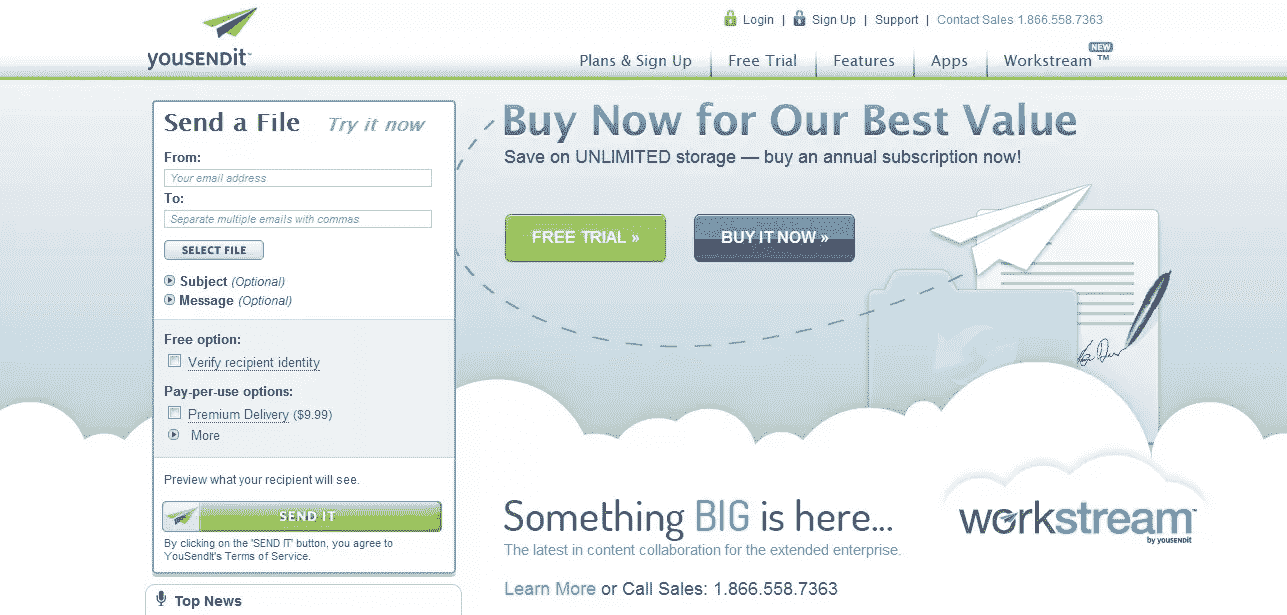 yousendit™
Login | Sign Up | Support | Contact Sales 1.866.558.7363
Plans & Sign Up
Free Trial
Features
Apps
Workstream™ NEW
Send a File Try it now
From:
Your email address
To:
Separate multiple emails with commas
SELECT FILE
Subject (Optional)
Message (Optional)
Free option:
Verify recipient identity
Pay-per-use options:
Premium Delivery ($9.99)
More
Preview what your recipient will see.
SEND IT
By clicking on the 'SEND IT' button, you agree to
YouSendIt's Terms of Service.
Top News
Buy Now for Our Best Value
Save on UNLIMITED storage — buy an annual subscription now!
FREE TRIAL »
BUY IT NOW »
Something BIG is here...
The latest in content collaboration for the extended enterprise.
Learn More or Call Sales: 1.866.558.7363
workstream™
by YOUSENDIT